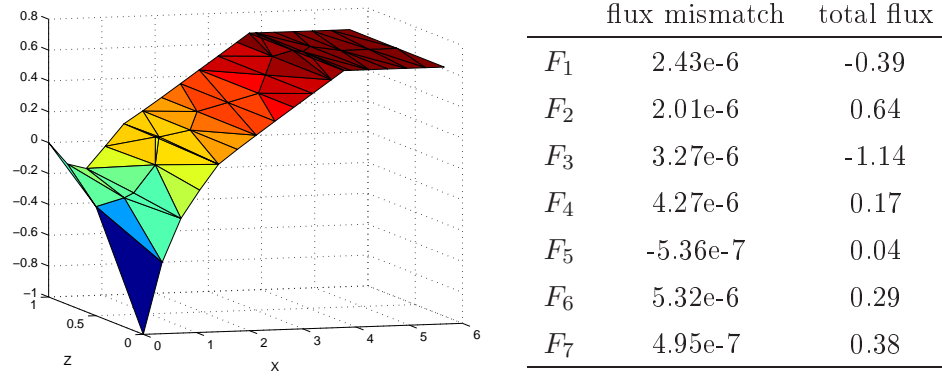 0.8
0.6
0.4
0.2
0
−0.2
−0.4
−0.6
−0.8
−1
1
0.5
0
Z
0
1
2
3
4
5
6
X
flux mismatch total flux
F1 2.43e-6 -0.39
F2 2.01e-6 0.64
F3 3.27e-6 -1.14
F4 4.27e-6 0.17
F5 -5.36e-7 0.04
F6 5.32e-6 0.29
F7 4.95e-7 0.38